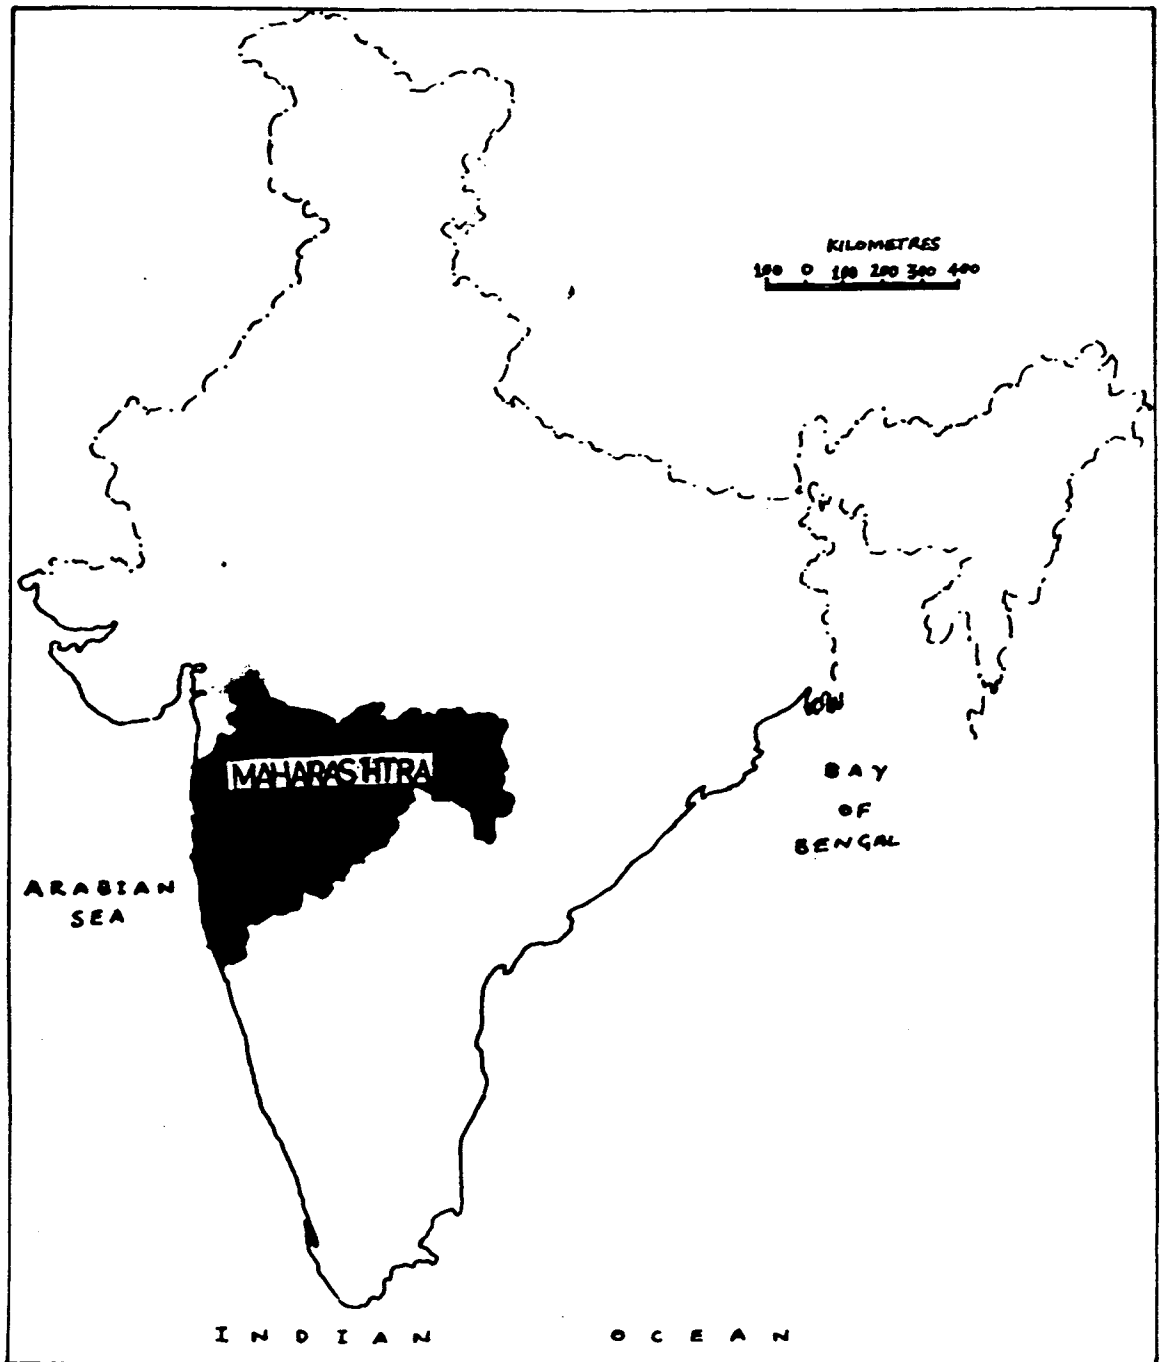 KILOMETRES
100 0 100 200 300 400
MAHARASHTRA
BAY
OF
BENGAL
ARABIAN
SEA
INDIAN OCEAN